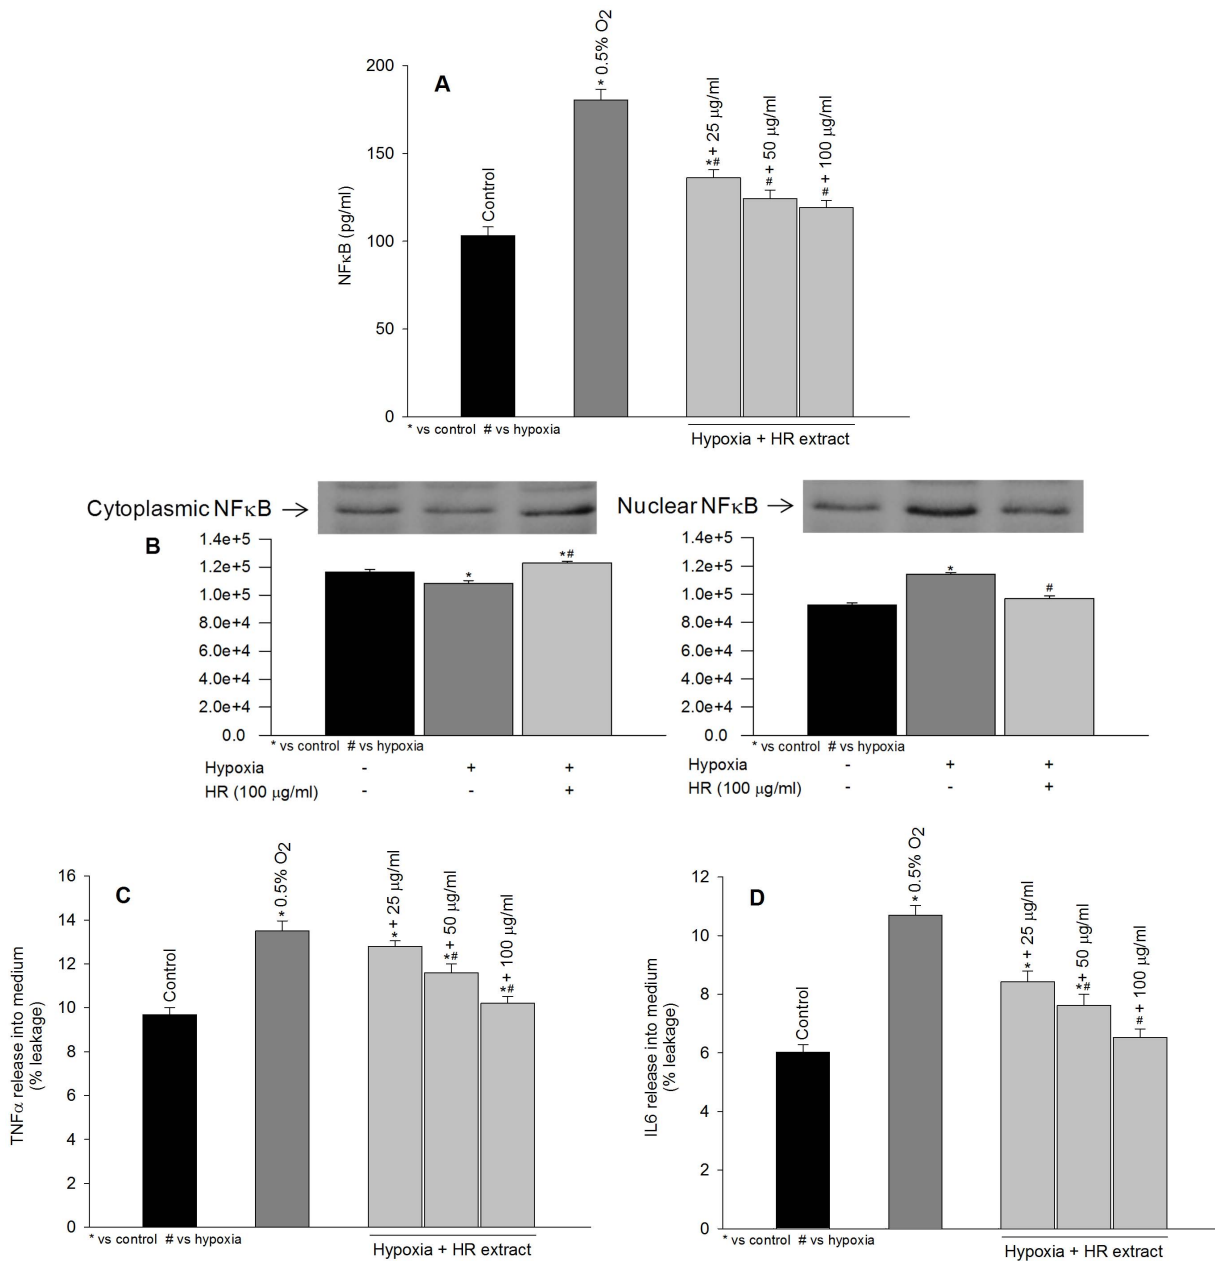 A
200
150
100
50
0
NFκB (pg/ml)
Control
* 0.5% O2
*# + 25 μg/ml
# + 50 μg/ml
# + 100 μg/ml
* vs control # vs hypoxia
Hypoxia + HR extract
B
Cytoplasmic NFκB →
1.4e+5
1.2e+5
1.0e+5
8.0e+4
6.0e+4
4.0e+4
2.0e+4
0.0
*
*#
* vs control # vs hypoxia
Hypoxia - + +
HR (100 μg/ml) - - +
Nuclear NFκB →
1.4e+5
1.2e+5
1.0e+5
8.0e+4
6.0e+4
4.0e+4
2.0e+4
0.0
*
#
* vs control # vs hypoxia
Hypoxia - + +
HR (100 μg/ml) - - +
C
16
14
12
10
8
6
4
2
0
TNFα release into medium
(% leakage)
Control
* 0.5% O2
* + 25 μg/ml
*# + 50 μg/ml
*# + 100 μg/ml
* vs control # vs hypoxia
Hypoxia + HR extract
D
12
10
8
6
4
2
0
IL6 release into medium
(% leakage)
Control
* 0.5% O2
* + 25 μg/ml
*# + 50 μg/ml
# + 100 μg/ml
* vs control # vs hypoxia
Hypoxia + HR extract